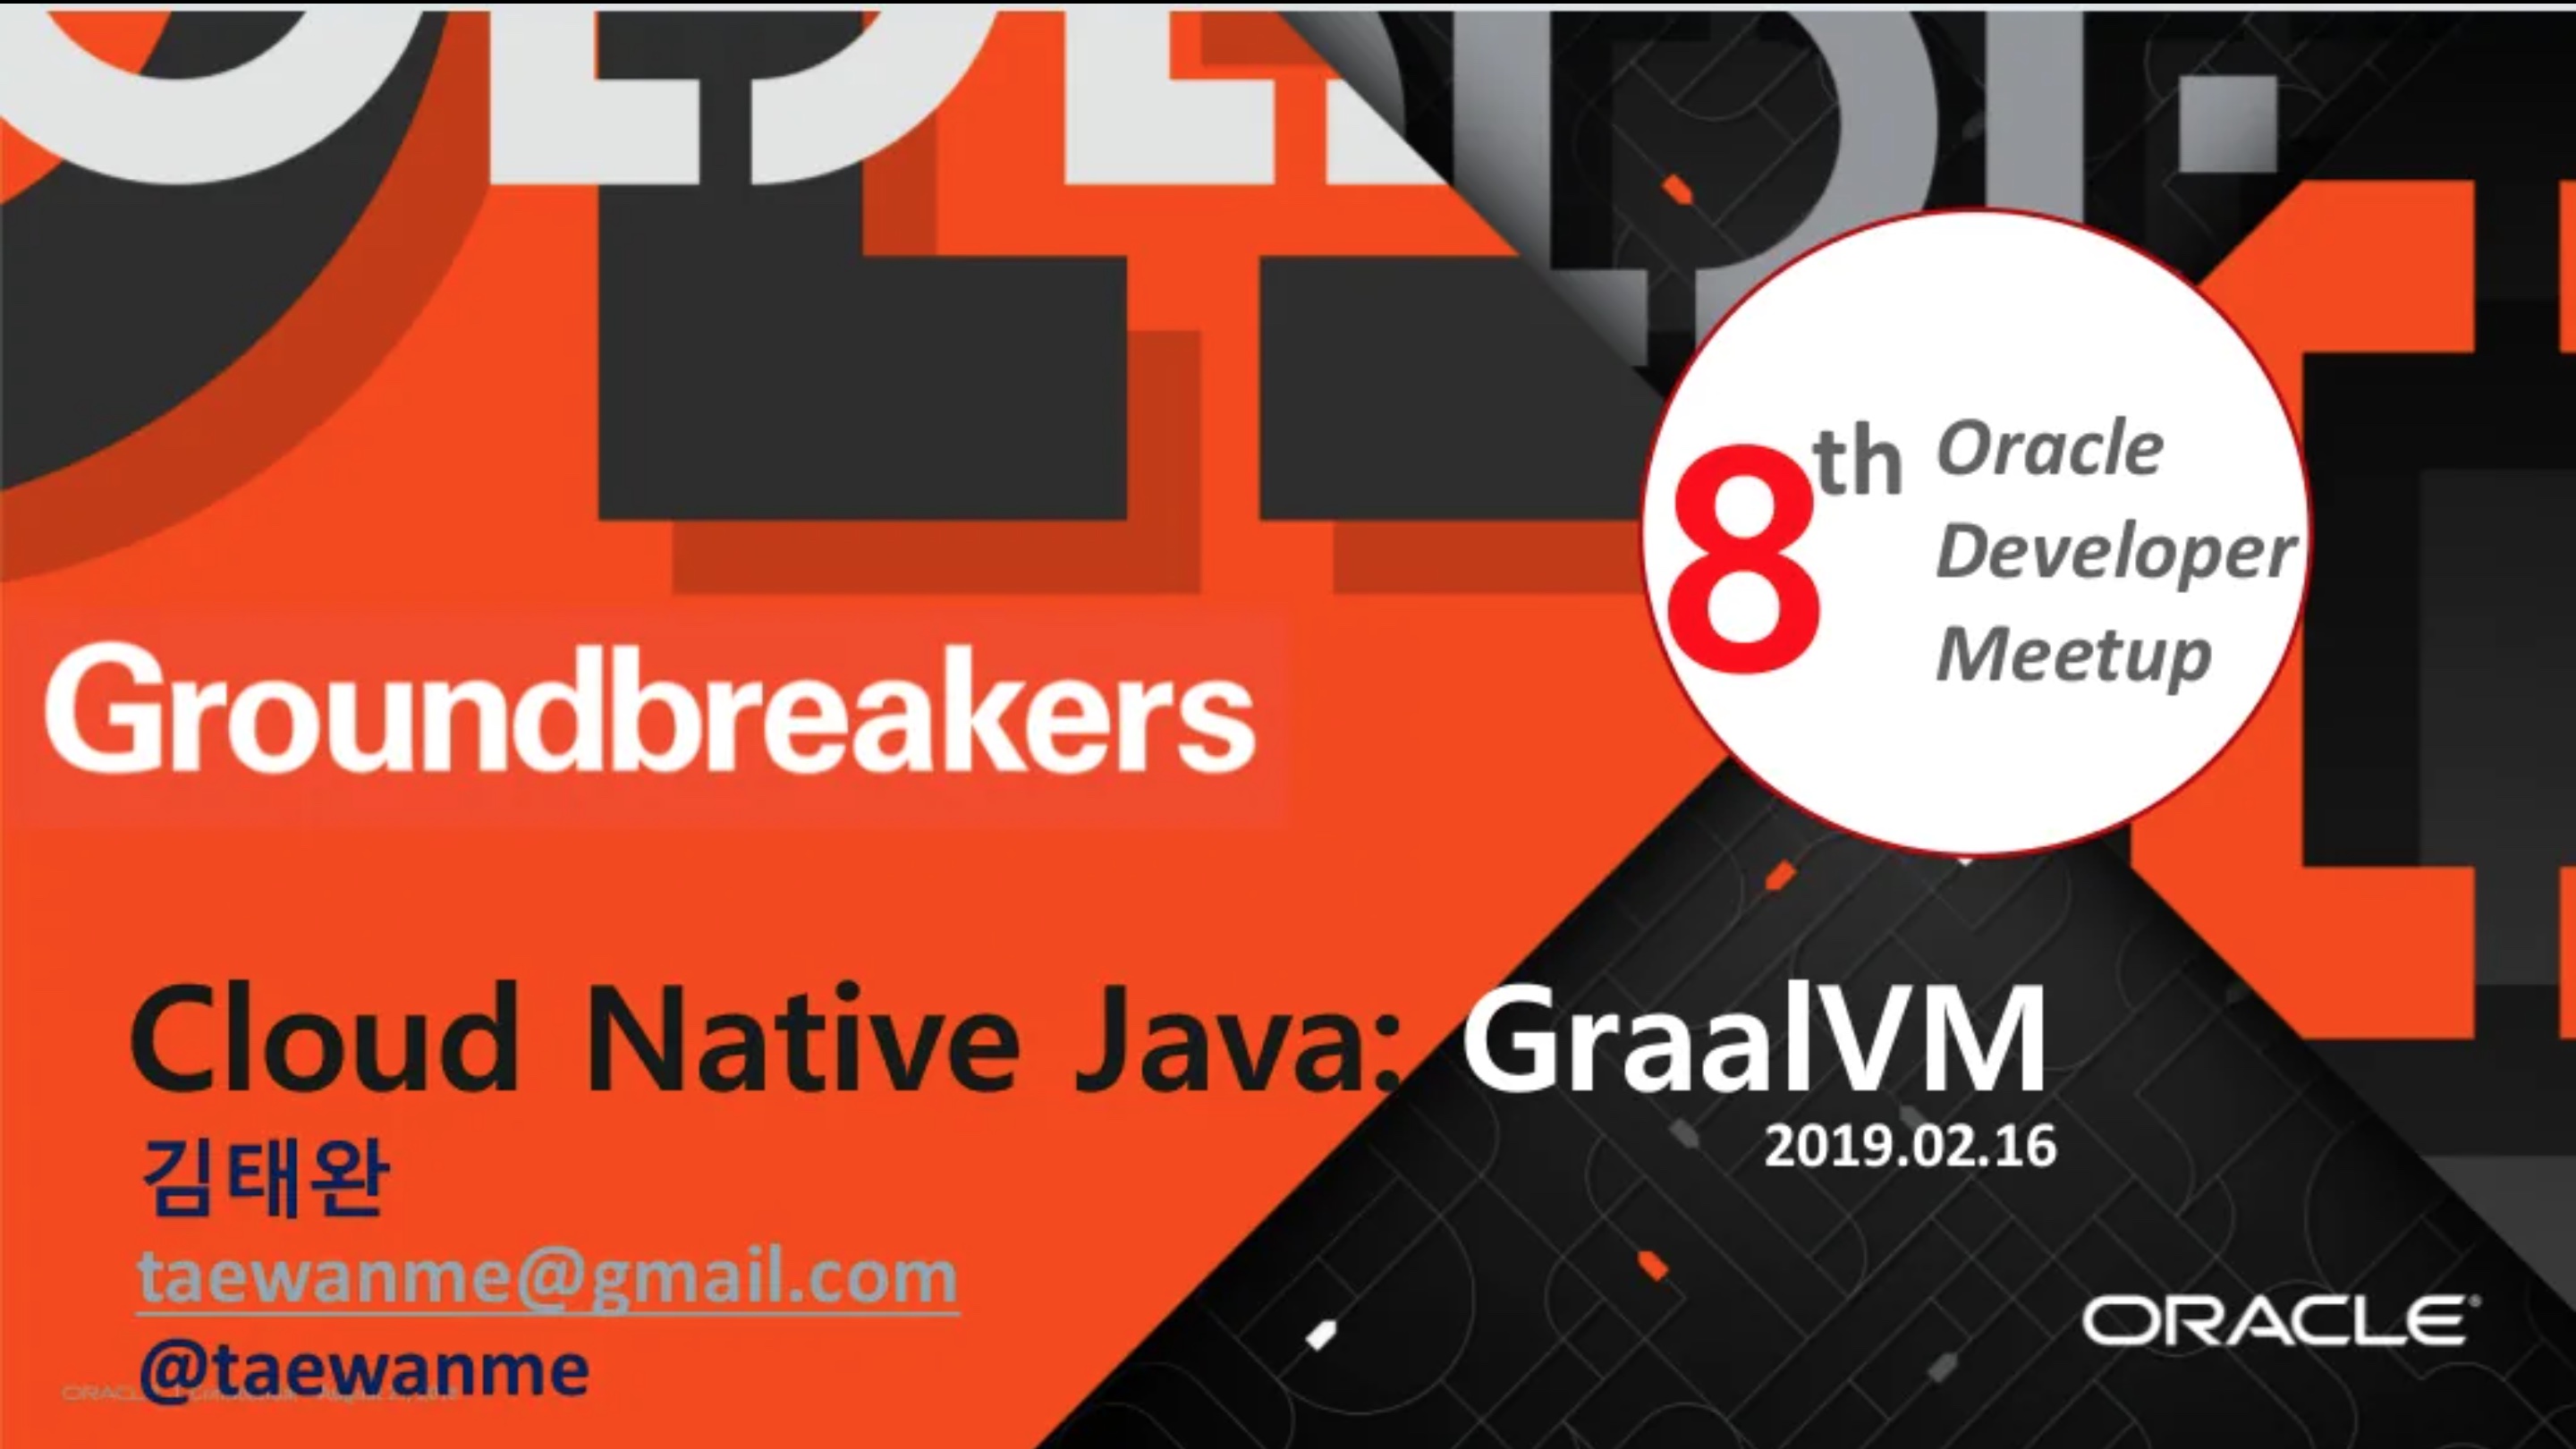 8th
Oracle
Developer
Meetup
Groundbreakers
Cloud Native Java: GraalVM
2019.02.16
김태완
taewanme@gmail.com
@taewanme
ORACLE